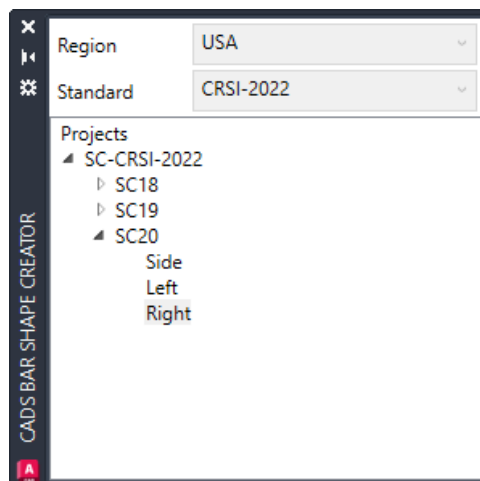 Region USA
Standard CRSI-2022
Projects
SC-CRSI-2022
SC18
SC19
SC20
Side
Left
Right
CADS BAR SHAPE CREATOR
A